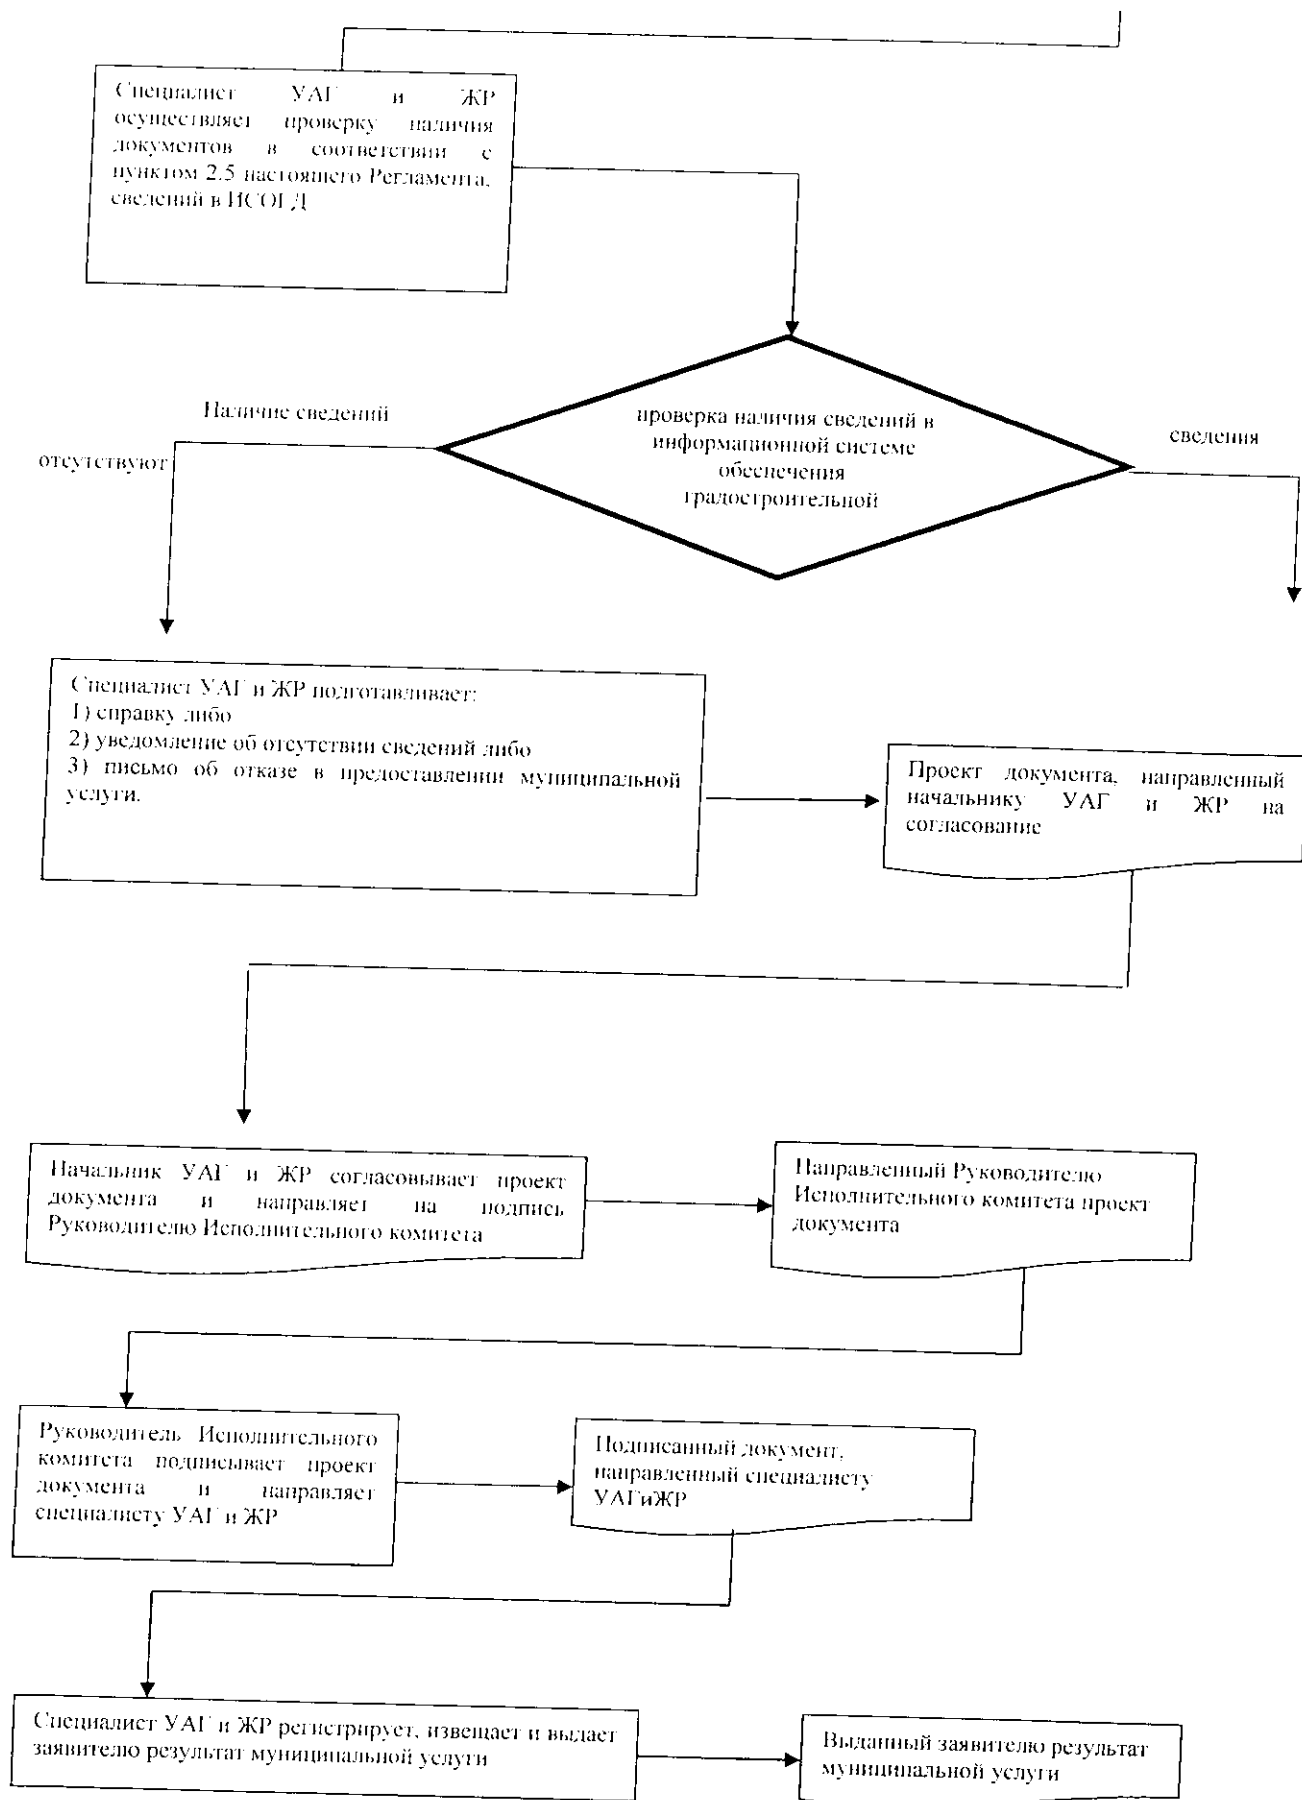 Специалист УАГ и ЖР
осуществляет проверку наличия
документов в соответствии с
пунктом 2.5 настоящего Регламента,
сведений в ИСОГД
Наличие сведений
отсутствуют
проверка наличия сведений в
информационной системе
обеспечения
градостроительной
сведения
Специалист УАГ и ЖР подготавливает:
1) справку либо
2) уведомление об отсутствии сведений либо
3) письмо об отказе в предоставлении муниципальной
услуги.
Проект документа, направленный
начальнику УАГ и ЖР на
согласование
Начальник УАГ и ЖР согласовывает проект
документа и направляет на подпись
Руководителю Исполнительного комитета
Направленный Руководителю
Исполнительного комитета проект
документа
Руководитель Исполнительного
комитета подписывает проект
документа и направляет
специалисту УАГ и ЖР
Подписанный документ,
направленный специалисту
УАГиЖР
Специалист УАГ и ЖР регистрирует, извещает и выдает
заявителю результат муниципальной услуги
Выданный заявителю результат
муниципальной услуги